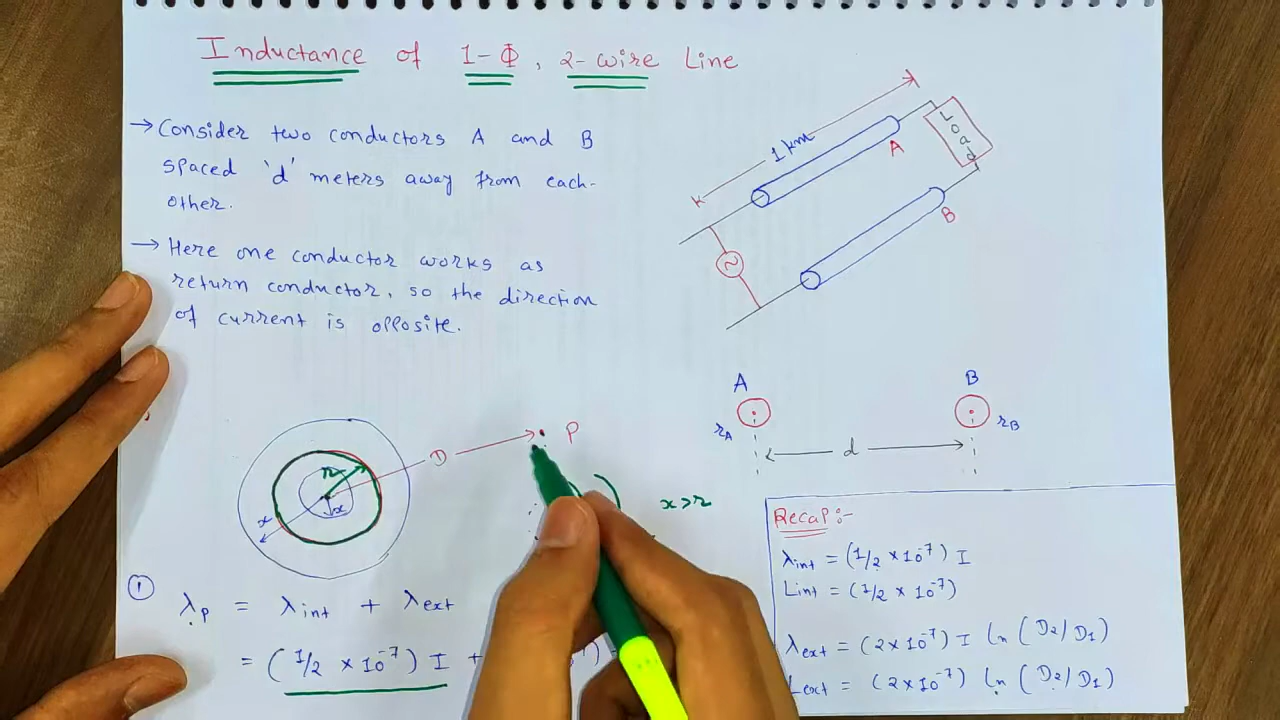 Inductance of 1-Φ, 2-wire Line
→ Consider two conductors A and B
spaced 'd' meters away from each-
other.
→ Here one conductor works as
return conductor, so the direction
of current is opposite.
1 km
A
Load
B
A
B
rA
rB
d
D
P
r
x
x
x>r
① λp = λint + λext
= (1/2 × 10⁻⁷) I +
Recap:-
λint = (1/2 × 10⁻⁷) I
Lint = (1/2 × 10⁻⁷)
λext = (2×10⁻⁷) I ln (D2/D1)
Lext = (2×10⁻⁷) ln (D2/D1)